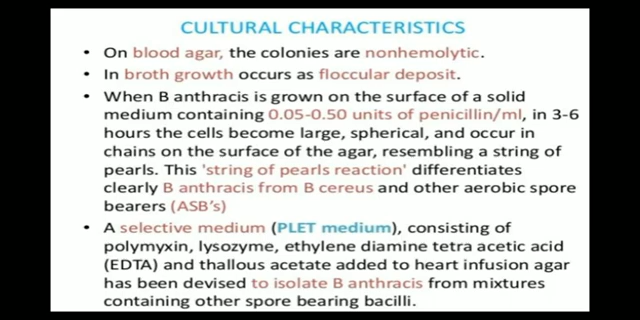 CULTURAL CHARACTERISTICS
• On blood agar, the colonies are nonhemolytic.
• In broth growth occurs as floccular deposit.
• When B anthracis is grown on the surface of a solid
medium containing 0.05-0.50 units of penicillin/ml, in 3-6
hours the cells become large, spherical, and occur in
chains on the surface of the agar, resembling a string of
pearls. This 'string of pearls reaction' differentiates
clearly B anthracis from B cereus and other aerobic spore
bearers (ASB's)
• A selective medium (PLET medium), consisting of
polymyxin, lysozyme, ethylene diamine tetra acetic acid
(EDTA) and thallous acetate added to heart infusion agar
has been devised to isolate B anthracis from mixtures
containing other spore bearing bacilli.